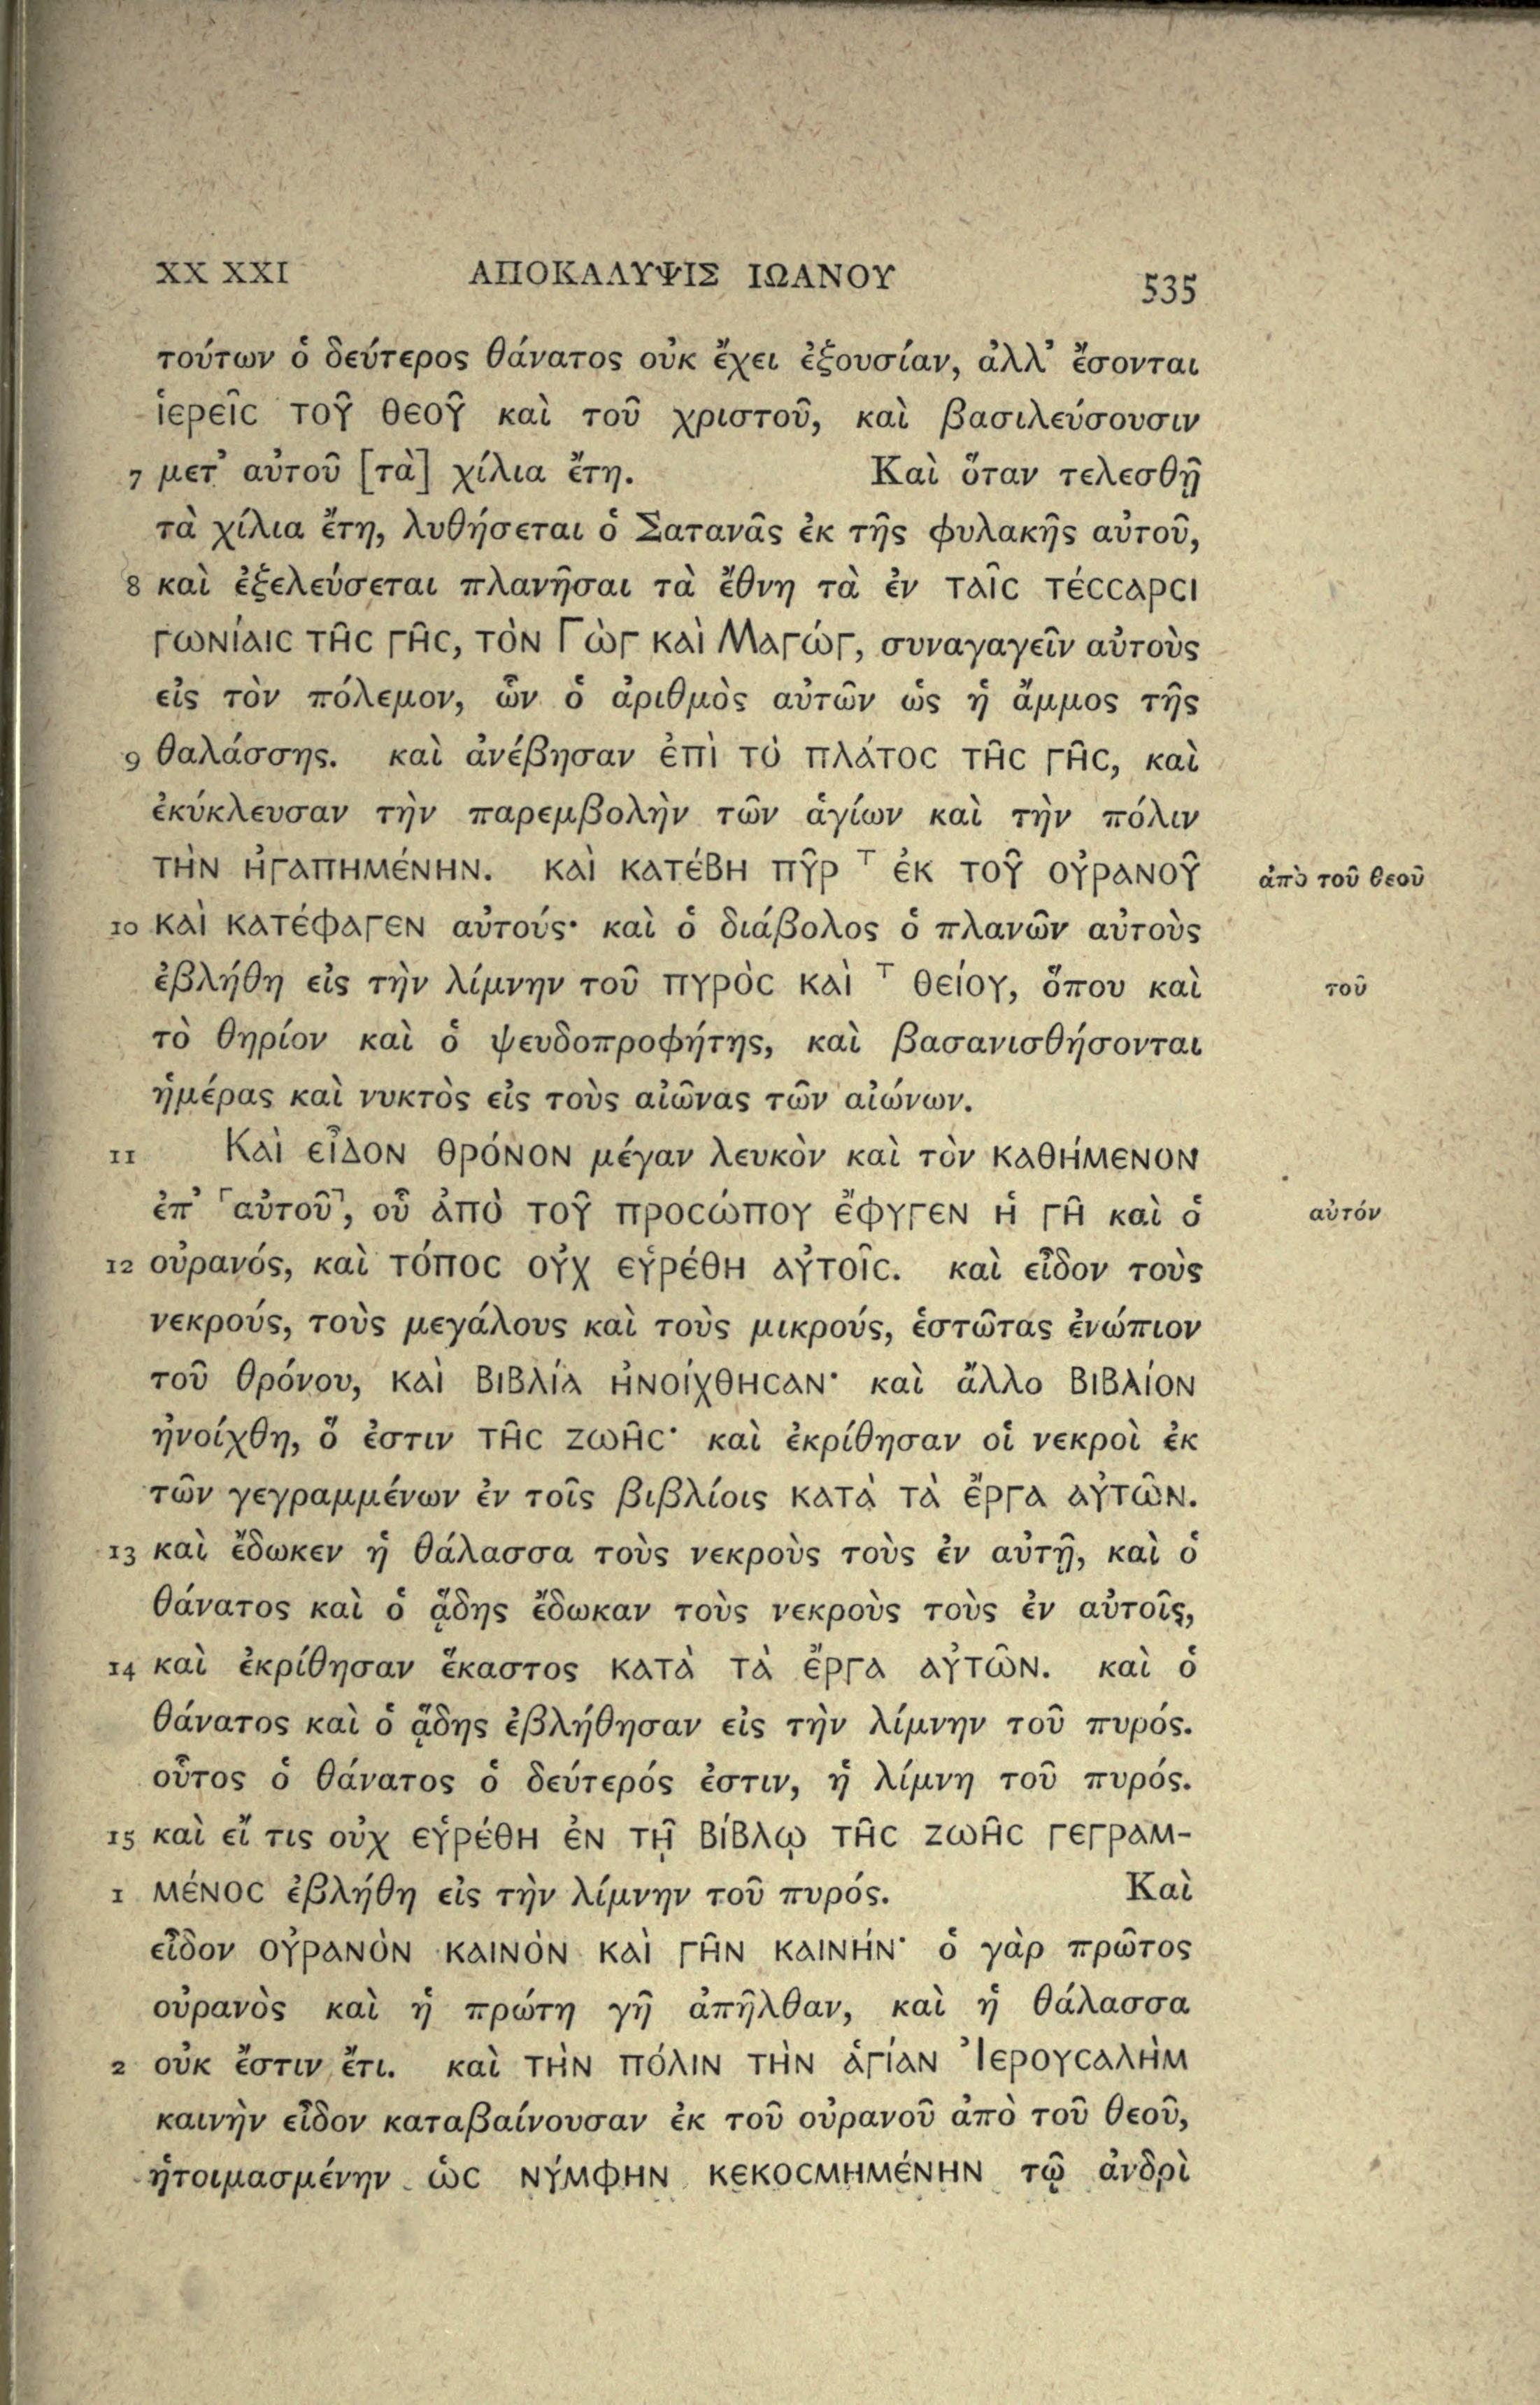 XX XXI ΑΠΟΚΑΛΥΨΙΣ ΙΩΑΝΟΥ 535
τούτων ὁ δεύτερος θάνατος οὐκ ἔχει ἐξουσίαν, ἀλλ’ ἔσονται
ἱερεῖς τοῦ θεοῦ καὶ τοῦ χριστοῦ, καὶ βασιλεύσουσιν
7 μετ’ αὐτοῦ [τὰ] χίλια ἔτη. Καὶ ὅταν τελεσθῇ
τὰ χίλια ἔτη, λυθήσεται ὁ Σατανᾶς ἐκ τῆς φυλακῆς αὐτοῦ,
8 καὶ ἐξελεύσεται πλανῆσαι τὰ ἔθνη τὰ ἐν ταῖς τέσσαρσι
γωνίαις τῆς γῆς, τὸν Γὼγ καὶ Μαγώγ, συναγαγεῖν αὐτοὺς
εἰς τὸν πόλεμον, ὧν ὁ ἀριθμὸς αὐτῶν ὡς ἡ ἄμμος τῆς
9 θαλάσσης. καὶ ἀνέβησαν ἐπὶ τὸ πλάτος τῆς γῆς, καὶ
ἐκύκλευσαν τὴν παρεμβολὴν τῶν ἁγίων καὶ τὴν πόλιν
τὴν ἠγαπημένην. καὶ κατέβη πῦρ ⸆ ἐκ τοῦ οὐρανοῦ ἀπὸ τοῦ θεοῦ
10 καὶ κατέφαγεν αὐτούς· καὶ ὁ διάβολος ὁ πλανῶν αὐτοὺς
ἐβλήθη εἰς τὴν λίμνην τοῦ πυρὸς καὶ ⸆ θείου, ὅπου καὶ τοῦ
τὸ θηρίον καὶ ὁ ψευδοπροφήτης, καὶ βασανισθήσονται
ἡμέρας καὶ νυκτὸς εἰς τοὺς αἰῶνας τῶν αἰώνων.
11 Καὶ εἶδον θρόνον μέγαν λευκὸν καὶ τὸν καθήμενον
ἐπ’ ⸀αὐτοῦ⸃, οὗ ἀπὸ τοῦ προσώπου ἔφυγεν ἡ γῆ καὶ ὁ αὐτόν
12 οὐρανός, καὶ τόπος οὐχ εὑρέθη αὐτοῖς. καὶ εἶδον τοὺς
νεκρούς, τοὺς μεγάλους καὶ τοὺς μικρούς, ἑστῶτας ἐνώπιον
τοῦ θρόνου, καὶ βιβλία ἠνοίχθησαν· καὶ ἄλλο βιβλίον
ἠνοίχθη, ὅ ἐστιν τῆς ζωῆς· καὶ ἐκρίθησαν οἱ νεκροὶ ἐκ
τῶν γεγραμμένων ἐν τοῖς βιβλίοις κατὰ τὰ ἔργα αὐτῶν.
13 καὶ ἔδωκεν ἡ θάλασσα τοὺς νεκροὺς τοὺς ἐν αὐτῇ, καὶ ὁ
θάνατος καὶ ὁ ᾅδης ἔδωκαν τοὺς νεκροὺς τοὺς ἐν αὐτοῖς,
14 καὶ ἐκρίθησαν ἕκαστος κατὰ τὰ ἔργα αὐτῶν. καὶ ὁ
θάνατος καὶ ὁ ᾅδης ἐβλήθησαν εἰς τὴν λίμνην τοῦ πυρός.
οὗτος ὁ θάνατος ὁ δεύτερός ἐστιν, ἡ λίμνη τοῦ πυρός.
15 καὶ εἴ τις οὐχ εὑρέθη ἐν τῇ βίβλῳ τῆς ζωῆς γεγραμ-
1 μένος ἐβλήθη εἰς τὴν λίμνην τοῦ πυρός. Καὶ
εἶδον οὐρανὸν καινὸν καὶ γῆν καινήν· ὁ γὰρ πρῶτος
οὐρανὸς καὶ ἡ πρώτη γῆ ἀπῆλθαν, καὶ ἡ θάλασσα
2 οὐκ ἔστιν ἔτι. καὶ τὴν πόλιν τὴν ἁγίαν Ἰερουσαλὴμ
καινὴν εἶδον καταβαίνουσαν ἐκ τοῦ οὐρανοῦ ἀπὸ τοῦ θεοῦ,
ἡτοιμασμένην ὡς νύμφην κεκοσμημένην τῷ ἀνδρὶ